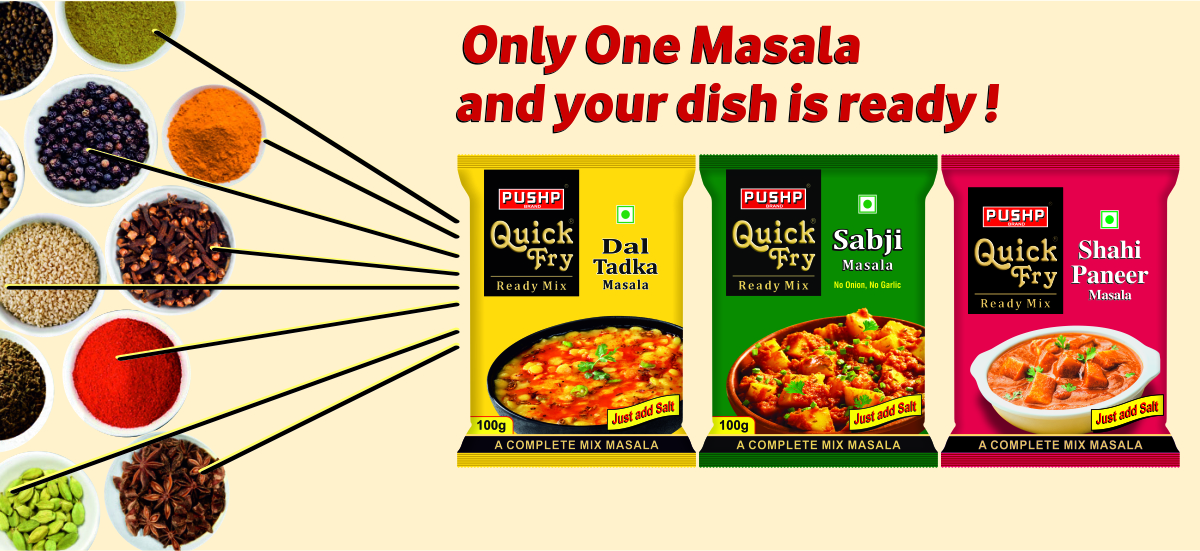 Only One Masala
and your dish is ready !
PUSHP
BRAND
Quick
Fry
Ready Mix
Dal
Tadka
Masala
Just add Salt
100g
A COMPLETE MIX MASALA
PUSHP
BRAND
Quick
Fry
Ready Mix
Sabji
Masala
No Onion, No Garlic
Just add Salt
100g
A COMPLETE MIX MASALA
PUSHP
BRAND
Quick
Fry
Ready Mix
Shahi
Paneer
Masala
Just add Salt
A COMPLETE MIX MASALA